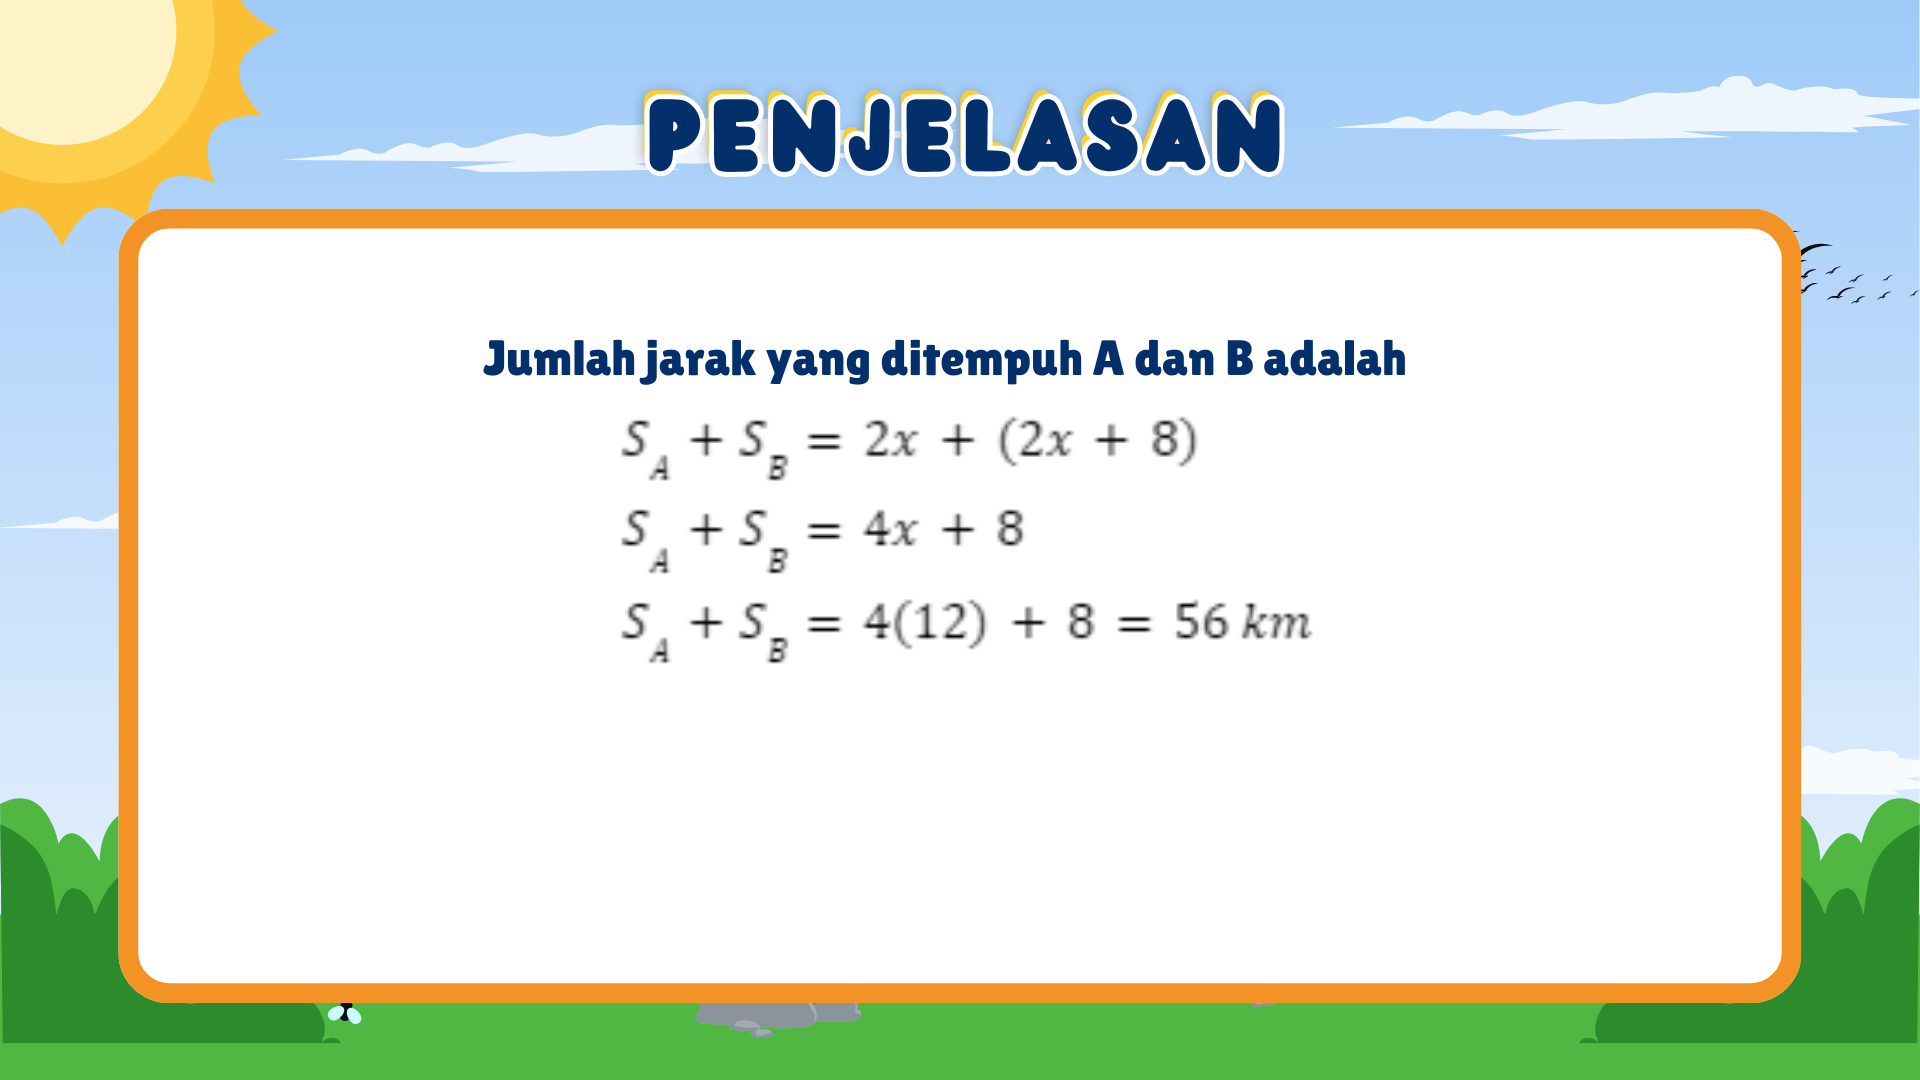 PENJELASAN
Jumlah jarak yang ditempuh A dan B adalah
S_A + S_B = 2x + (2x + 8)
S_A + S_B = 4x + 8
S_A + S_B = 4(12) + 8 = 56 km